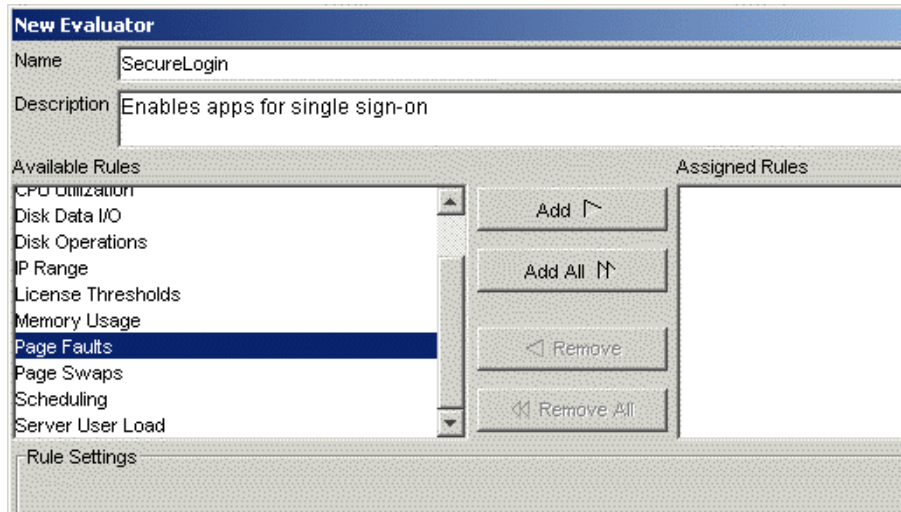 New Evaluator
Name
SecureLogin
Description
Enables apps for single sign-on
Available Rules
Assigned Rules
CPU Utilization
Disk Data I/O
Disk Operations
IP Range
License Thresholds
Memory Usage
Page Faults
Page Swaps
Scheduling
Server User Load
Add
Add All
Remove
Remove All
Rule Settings